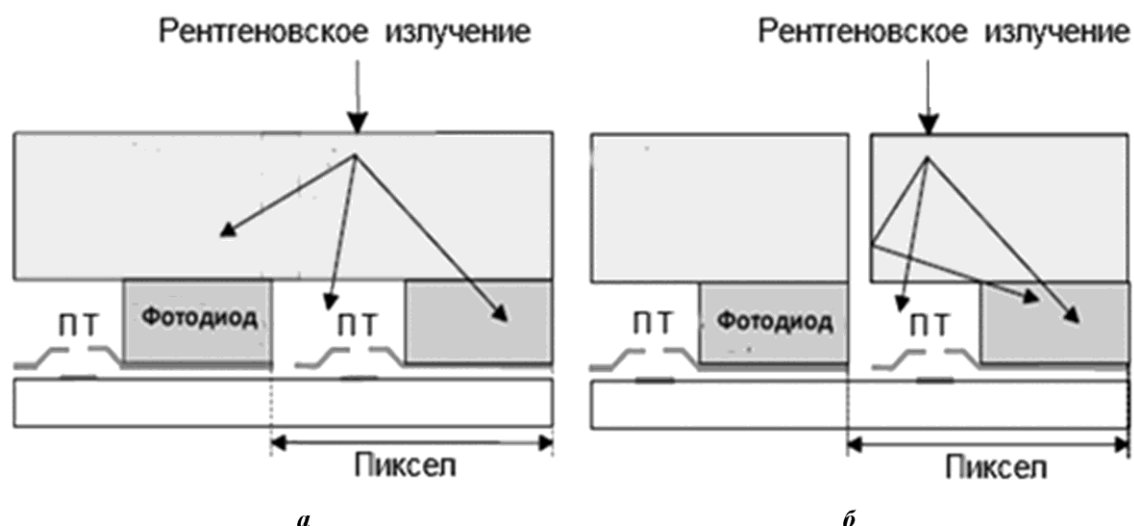 Рентгеновское излучение
Рентгеновское излучение
ПТ
Фотодиод
ПТ
ПТ
Фотодиод
ПТ
Пиксел
Пиксел
а
б